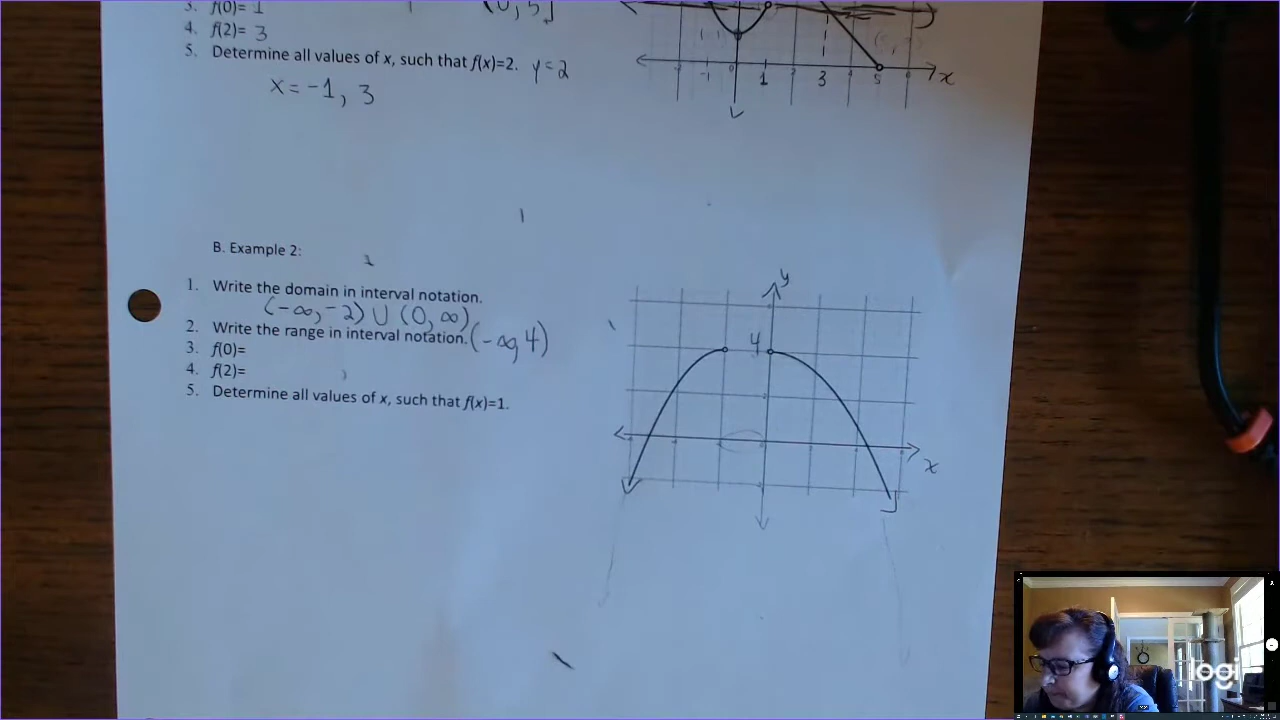 3. f(0)= 1
4. f(2)= 3
5. Determine all values of x, such that f(x)=2. y=2
x = -1, 3
-1 1 3 5 x
B. Example 2:
1. Write the domain in interval notation.
(-∞, -2) ∪ (0, ∞)
2. Write the range in interval notation. (-∞, 4)
3. f(0)=
4. f(2)=
5. Determine all values of x, such that f(x)=1.
y
4
x
logi